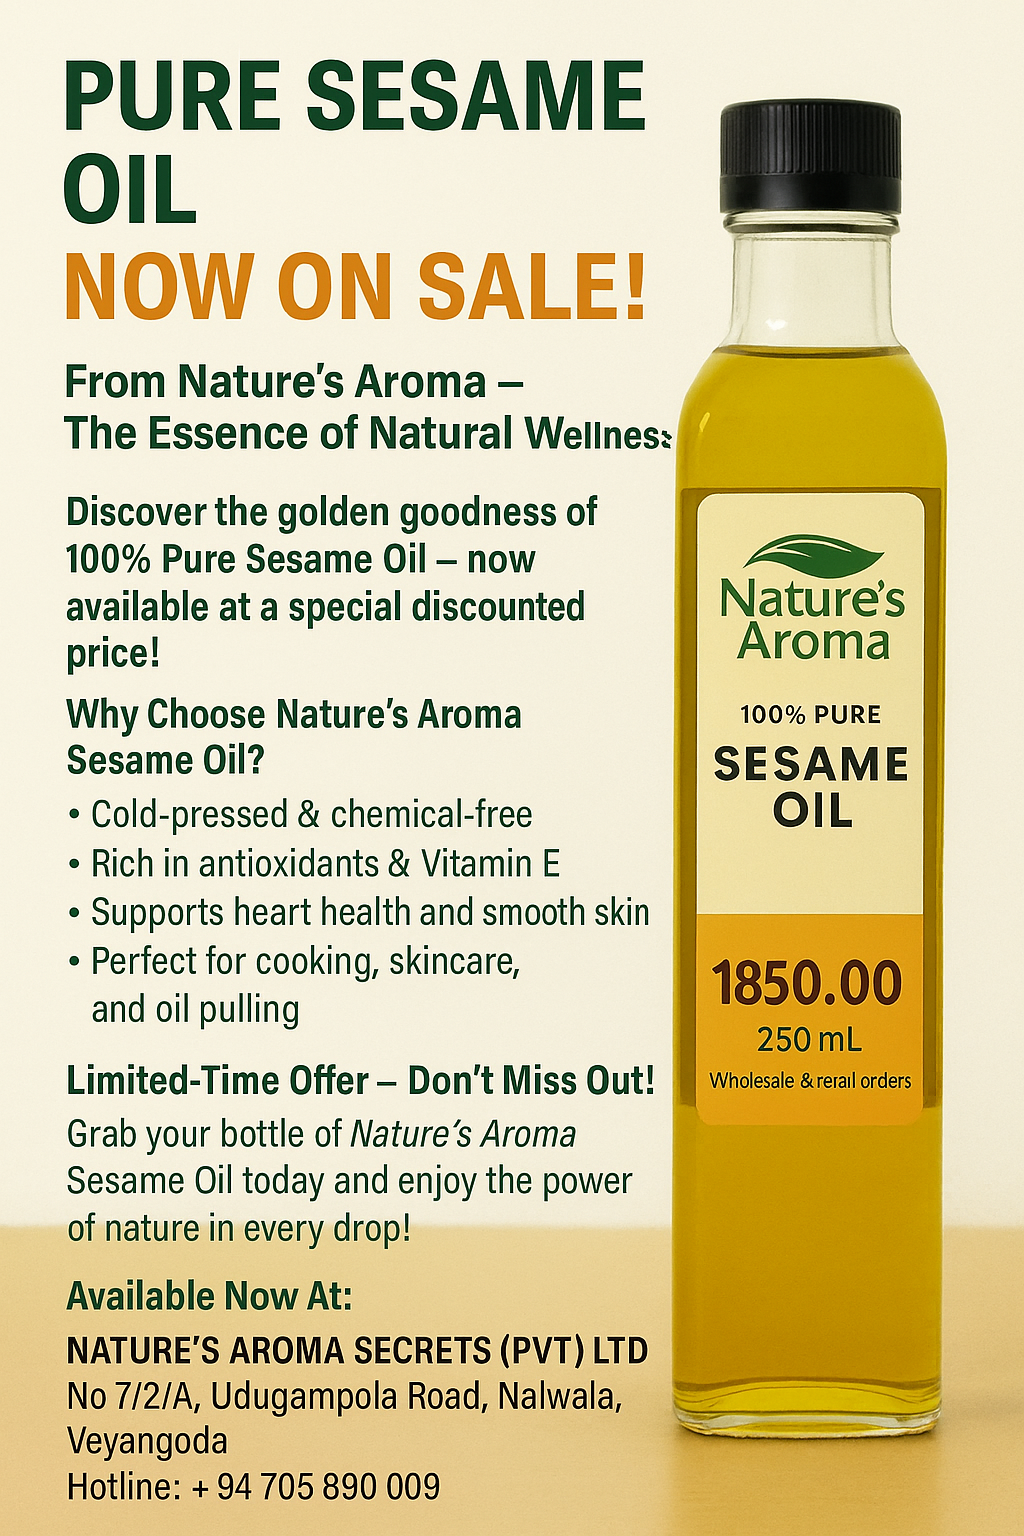 PURE SESAME
OIL
NOW ON SALE!
From Nature's Aroma –
The Essence of Natural Wellness
Discover the golden goodness of
100% Pure Sesame Oil – now
available at a special discounted
price!
Why Choose Nature's Aroma
Sesame Oil?
• Cold-pressed & chemical-free
• Rich in antioxidants & Vitamin E
• Supports heart health and smooth skin
• Perfect for cooking, skincare,
and oil pulling
Limited-Time Offer – Don't Miss Out!
Grab your bottle of Nature's Aroma
Sesame Oil today and enjoy the power
of nature in every drop!
Available Now At:
NATURE'S AROMA SECRETS (PVT) LTD
No 7/2/A, Udugampola Road, Nalwala,
Veyangoda
Hotline: + 94 705 890 009
Nature's
Aroma
100% PURE
SESAME
OIL
1850.00
250 mL
Wholesale & rerail orders